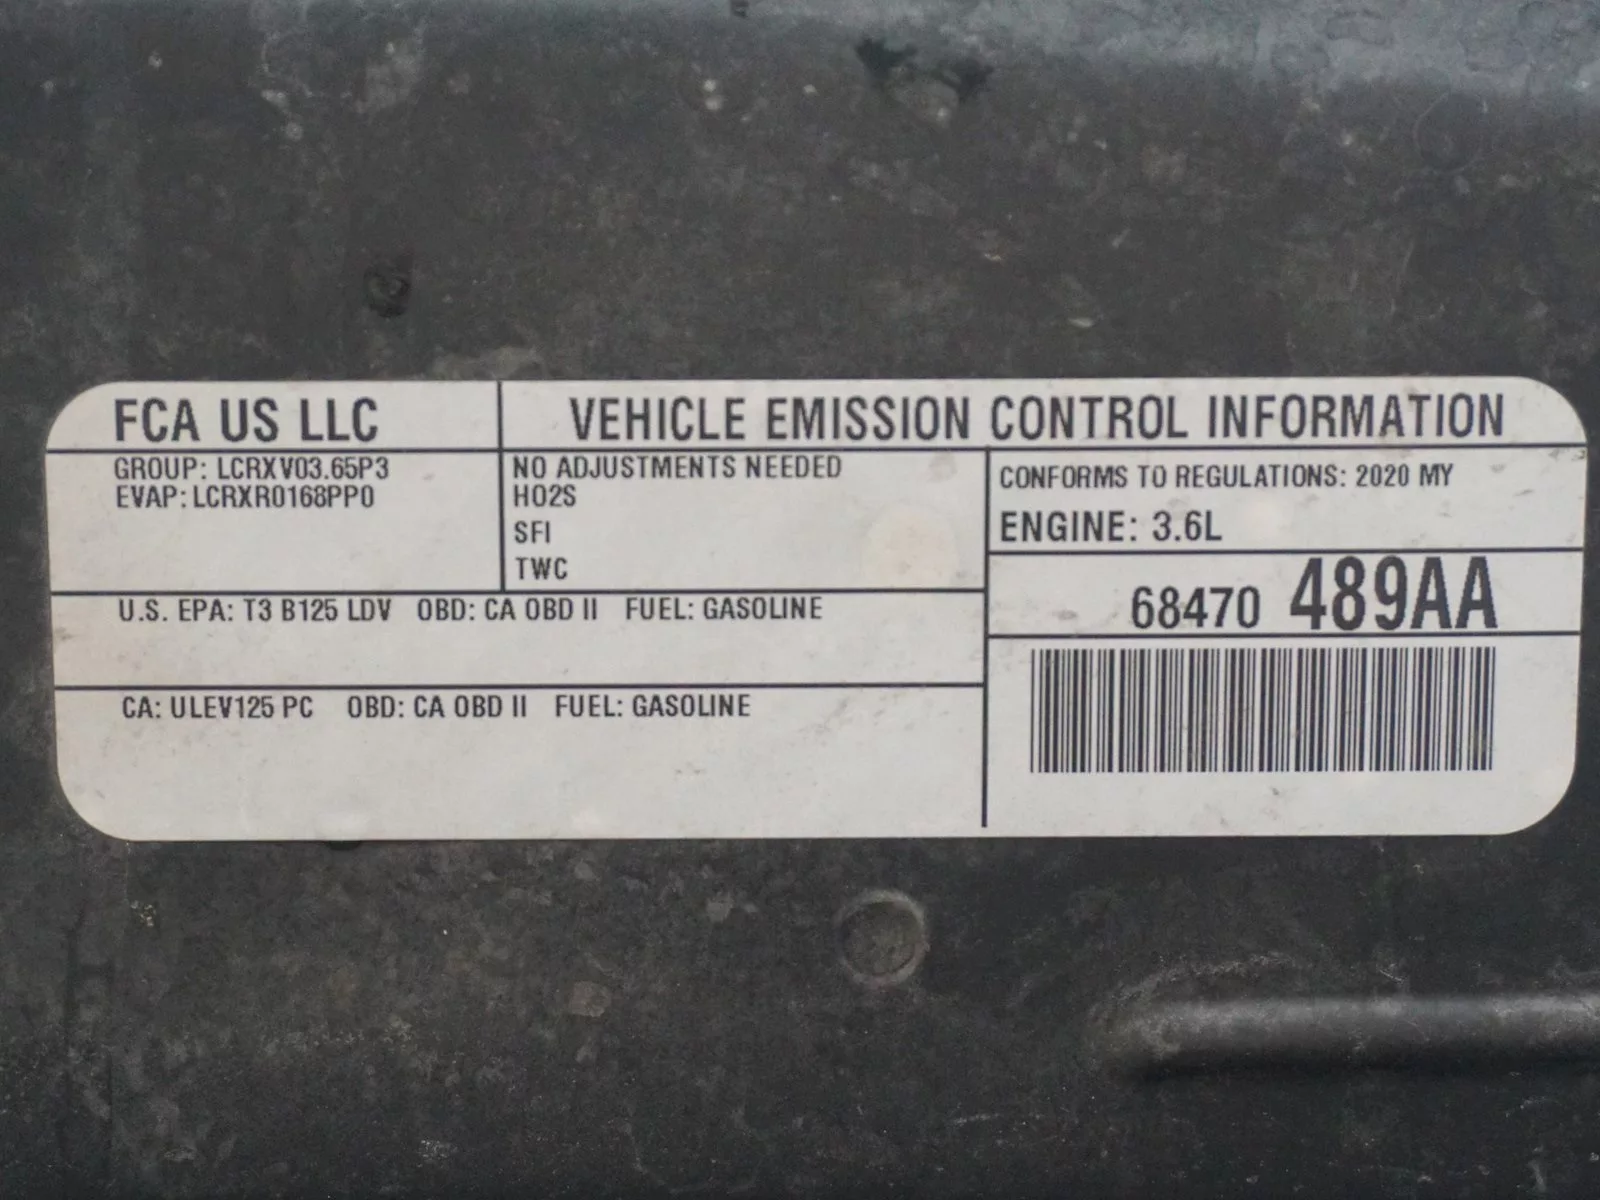 FCA US LLC
VEHICLE EMISSION CONTROL INFORMATION
GROUP: LCRXV03.65P3
EVAP: LCRXR0168PP0
NO ADJUSTMENTS NEEDED
HO2S
SFI
TWC
CONFORMS TO REGULATIONS: 2020 MY
ENGINE: 3.6L
68470 489AA
U.S. EPA: T3 B125 LDV OBD: CA OBD II FUEL: GASOLINE
CA: ULEV125 PC OBD: CA OBD II FUEL: GASOLINE